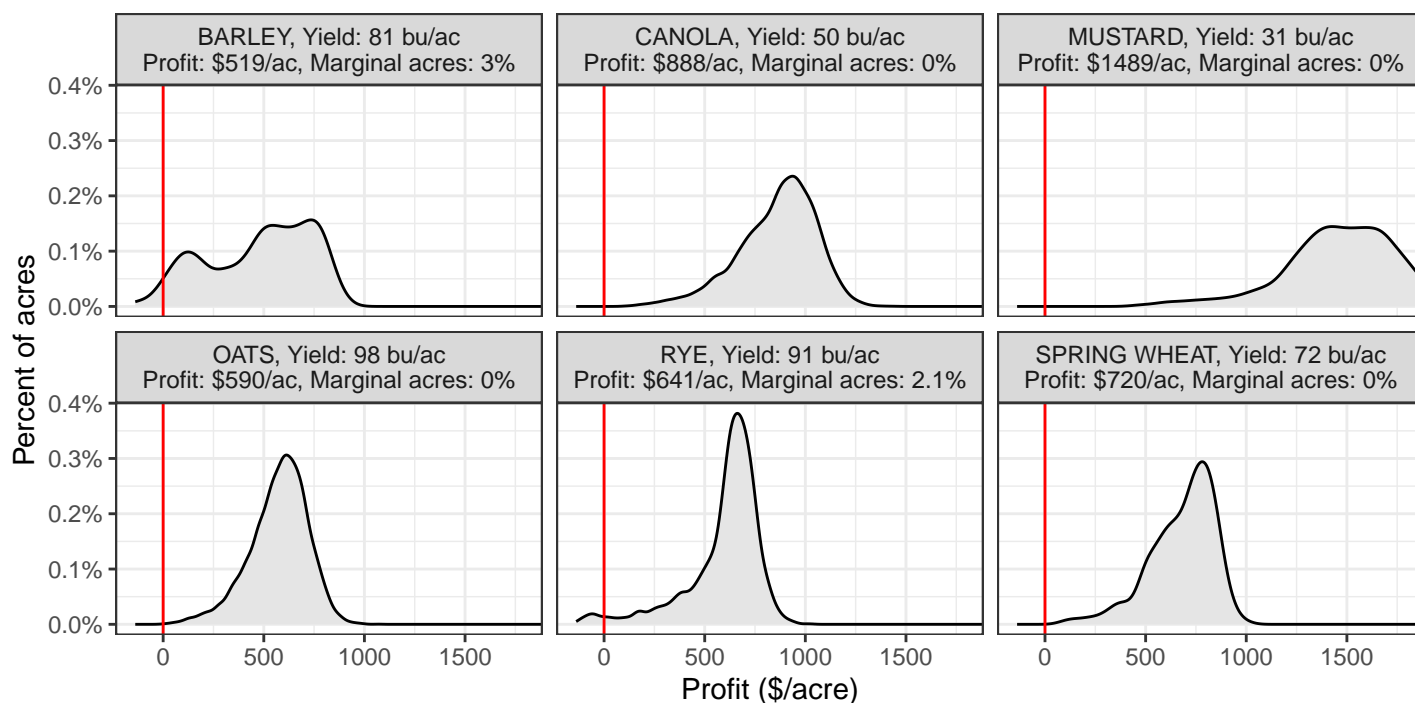 BARLEY, Yield: 81 bu/ac
Profit: $519/ac, Marginal acres: 3%
CANOLA, Yield: 50 bu/ac
Profit: $888/ac, Marginal acres: 0%
MUSTARD, Yield: 31 bu/ac
Profit: $1489/ac, Marginal acres: 0%
0.4%
0.3%
0.2%
0.1%
0.0%
OATS, Yield: 98 bu/ac
Profit: $590/ac, Marginal acres: 0%
RYE, Yield: 91 bu/ac
Profit: $641/ac, Marginal acres: 2.1%
SPRING WHEAT, Yield: 72 bu/ac
Profit: $720/ac, Marginal acres: 0%
0.4%
0.3%
0.2%
0.1%
0.0%
Percent of acres
0 500 1000 1500
0 500 1000 1500
0 500 1000 1500
Profit ($/acre)